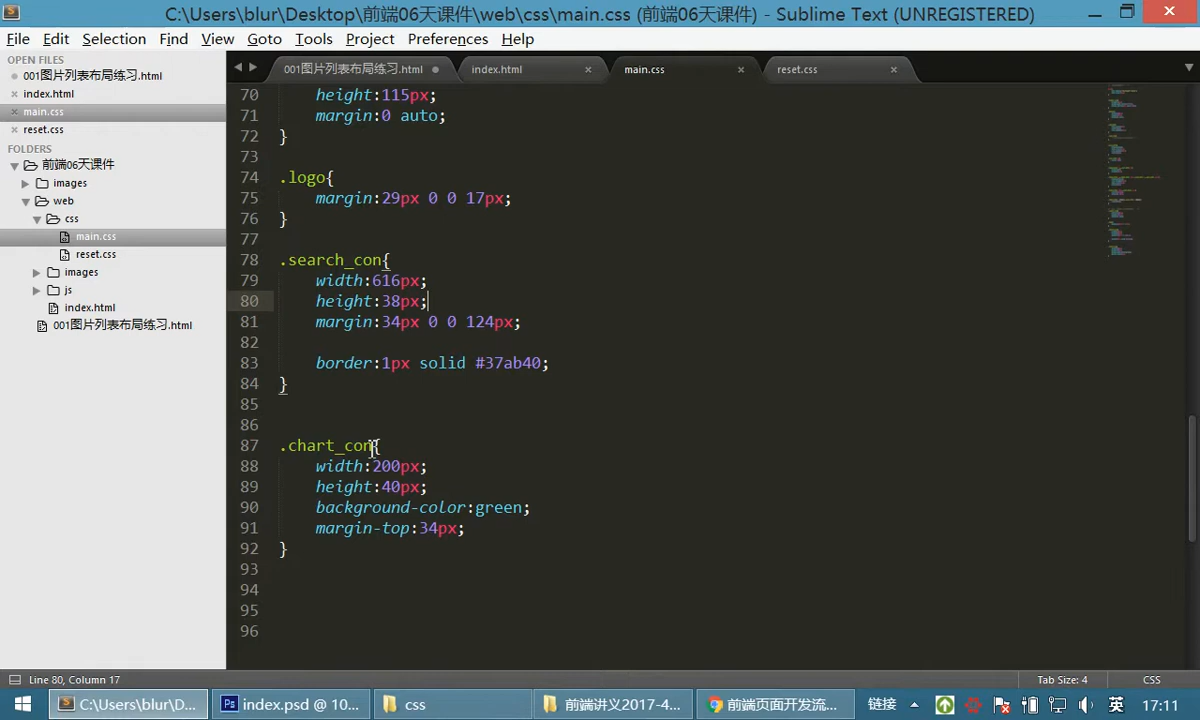 C:\Users\blur\Desktop\前端06天课件\web\css\main.css (前端06天课件) - Sublime Text (UNREGISTERED)
File Edit Selection Find View Goto Tools Project Preferences Help
OPEN FILES
001图片列表布局练习.html
index.html
main.css
reset.css
FOLDERS
前端06天课件
images
web
css
main.css
reset.css
images
js
index.html
001图片列表布局练习.html
001图片列表布局练习.html index.html main.css reset.css
70 height:115px;
71 margin:0 auto;
72 }
73
74 .logo{
75 margin:29px 0 0 17px;
76 }
77
78 .search_con{
79 width:616px;
80 height:38px;
81 margin:34px 0 0 124px;
82
83 border:1px solid #37ab40;
84 }
85
86
87 .chart_con{
88 width:200px;
89 height:40px;
90 background-color:green;
91 margin-top:34px;
92 }
93
94
95
96
Line 80, Column 17 Tab Size: 4 CSS
C:\Users\blur\D... index.psd @ 10... css 前端讲义2017-4... 前端页面开发流... 链接 英 17:11